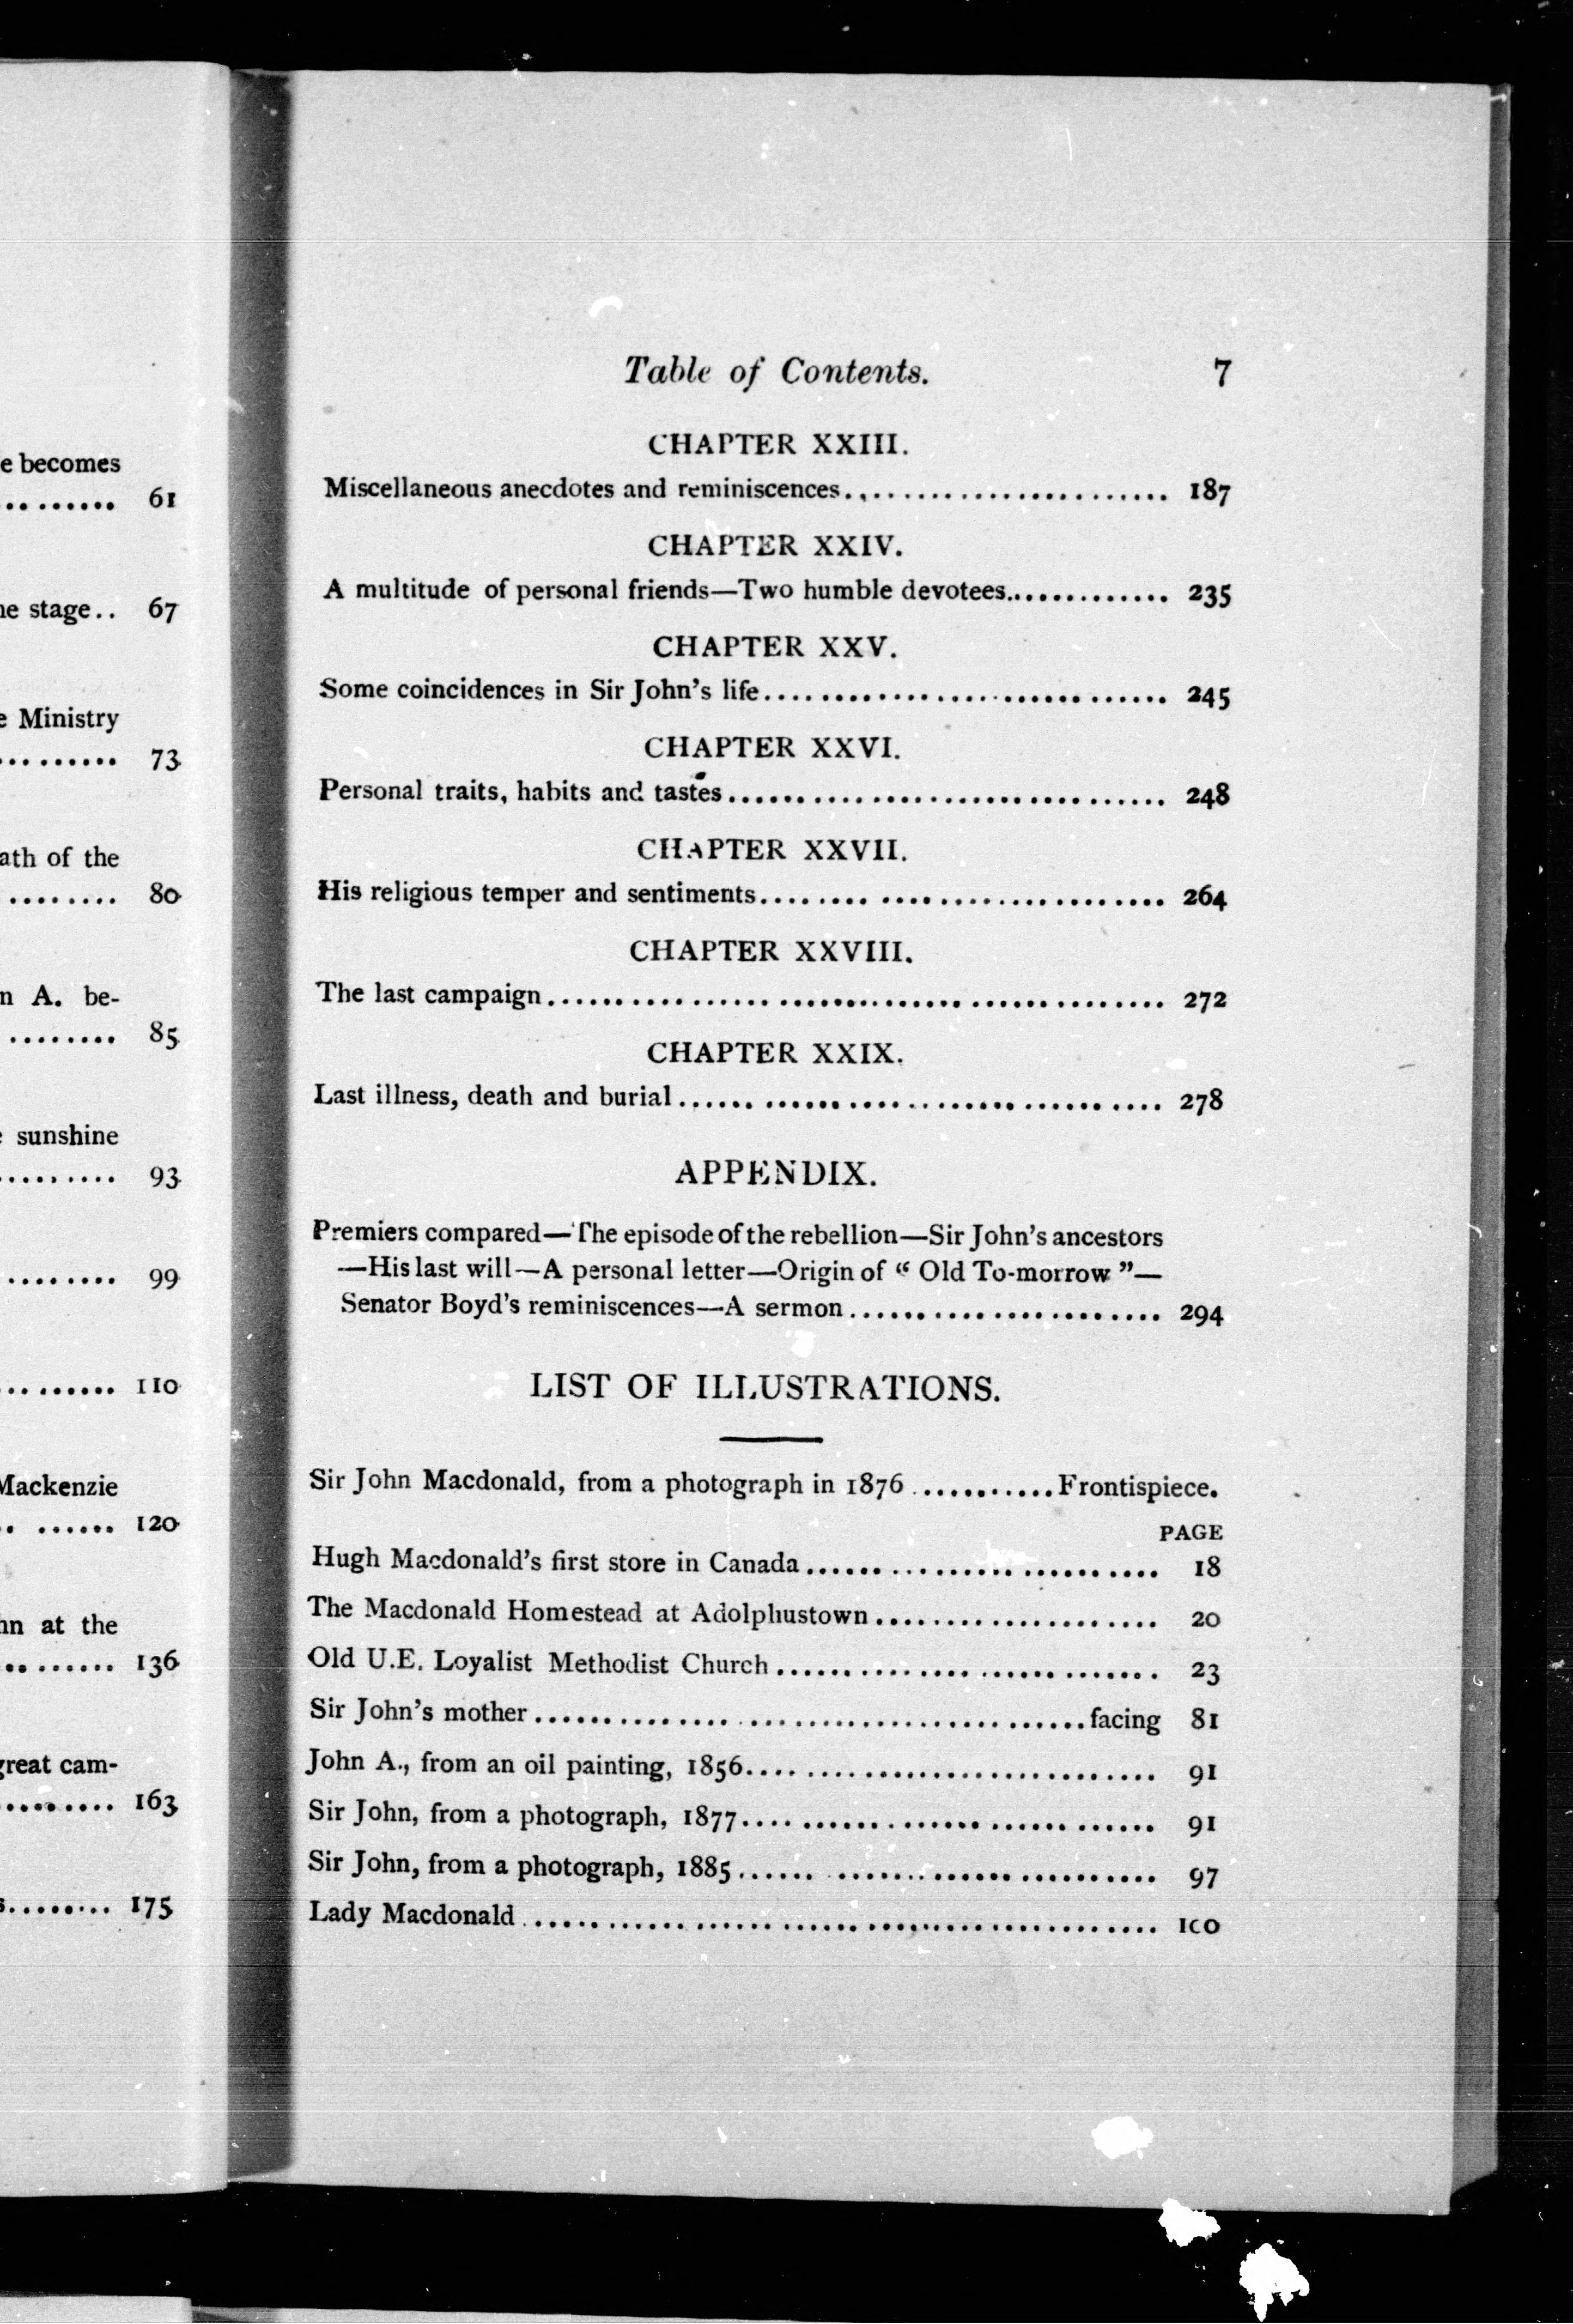 e becomes
.......... 61
he stage.. 67
e Ministry
.......... 73
ath of the
........ 80
n A. be-
........ 85
sunshine
......... 93
........ 99
.......... 110
Mackenzie
.. ...... 120
hn at the
......... 136
great cam-
.......... 163
s......... 175
Table of Contents. 7
CHAPTER XXIII.
Miscellaneous anecdotes and reminiscences........................ 187
CHAPTER XXIV.
A multitude of personal friends—Two humble devotees............. 235
CHAPTER XXV.
Some coincidences in Sir John's life.............................. 245
CHAPTER XXVI.
Personal traits, habits and tastes................................ 248
CHAPTER XXVII.
His religious temper and sentiments.............................. 264
CHAPTER XXVIII.
The last campaign............................................. 272
CHAPTER XXIX.
Last illness, death and burial................................... 278
APPENDIX.
Premiers compared—The episode of the rebellion—Sir John's ancestors
—His last will—A personal letter—Origin of " Old To-morrow "—
Senator Boyd's reminiscences—A sermon....................... 294
LIST OF ILLUSTRATIONS.
Sir John Macdonald, from a photograph in 1876 ..........Frontispiece.
PAGE
Hugh Macdonald's first store in Canada.......................... 18
The Macdonald Homestead at Adolphustown..................... 20
Old U.E. Loyalist Methodist Church............................ 23
Sir John's mother........................................facing 81
John A., from an oil painting, 1856.............................. 91
Sir John, from a photograph, 1877.............................. 91
Sir John, from a photograph, 1885.............................. 97
Lady Macdonald .............................................. 100